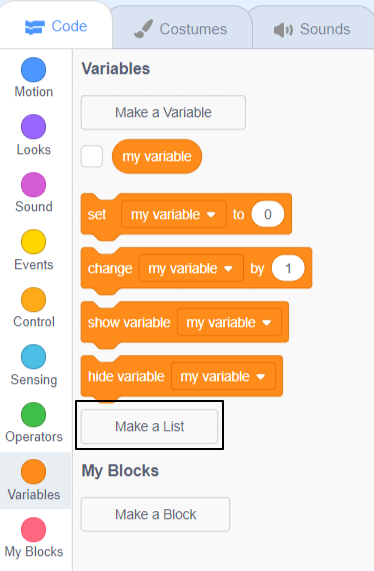 Code
Costumes
Sounds
Motion
Looks
Sound
Events
Control
Sensing
Operators
Variables
My Blocks
Variables
Make a Variable
my variable
set my variable to 0
change my variable by 1
show variable my variable
hide variable my variable
Make a List
My Blocks
Make a Block